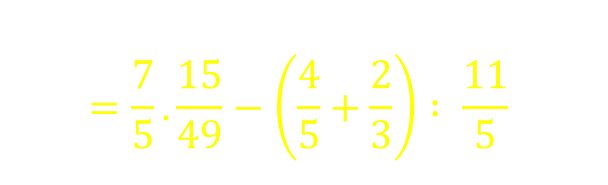 = 7/5 . 15/49 − (4/5 + 2/3) : 11/5